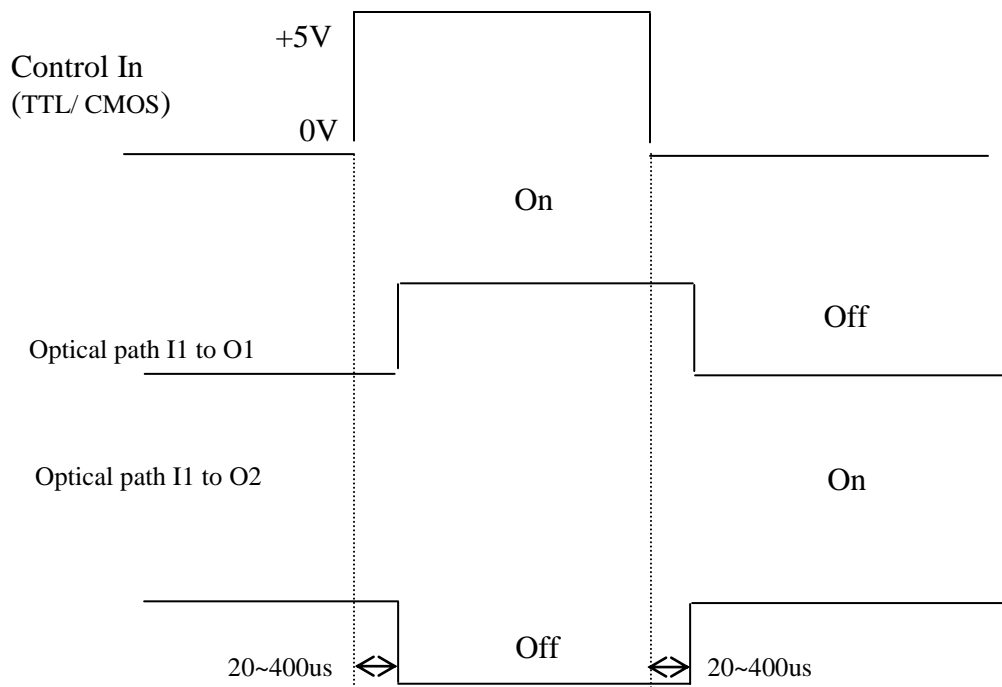 +5V
Control In
(TTL/ CMOS)
0V
On
Off
Optical path I1 to O1
Optical path I1 to O2
On
Off
20~400us
20~400us